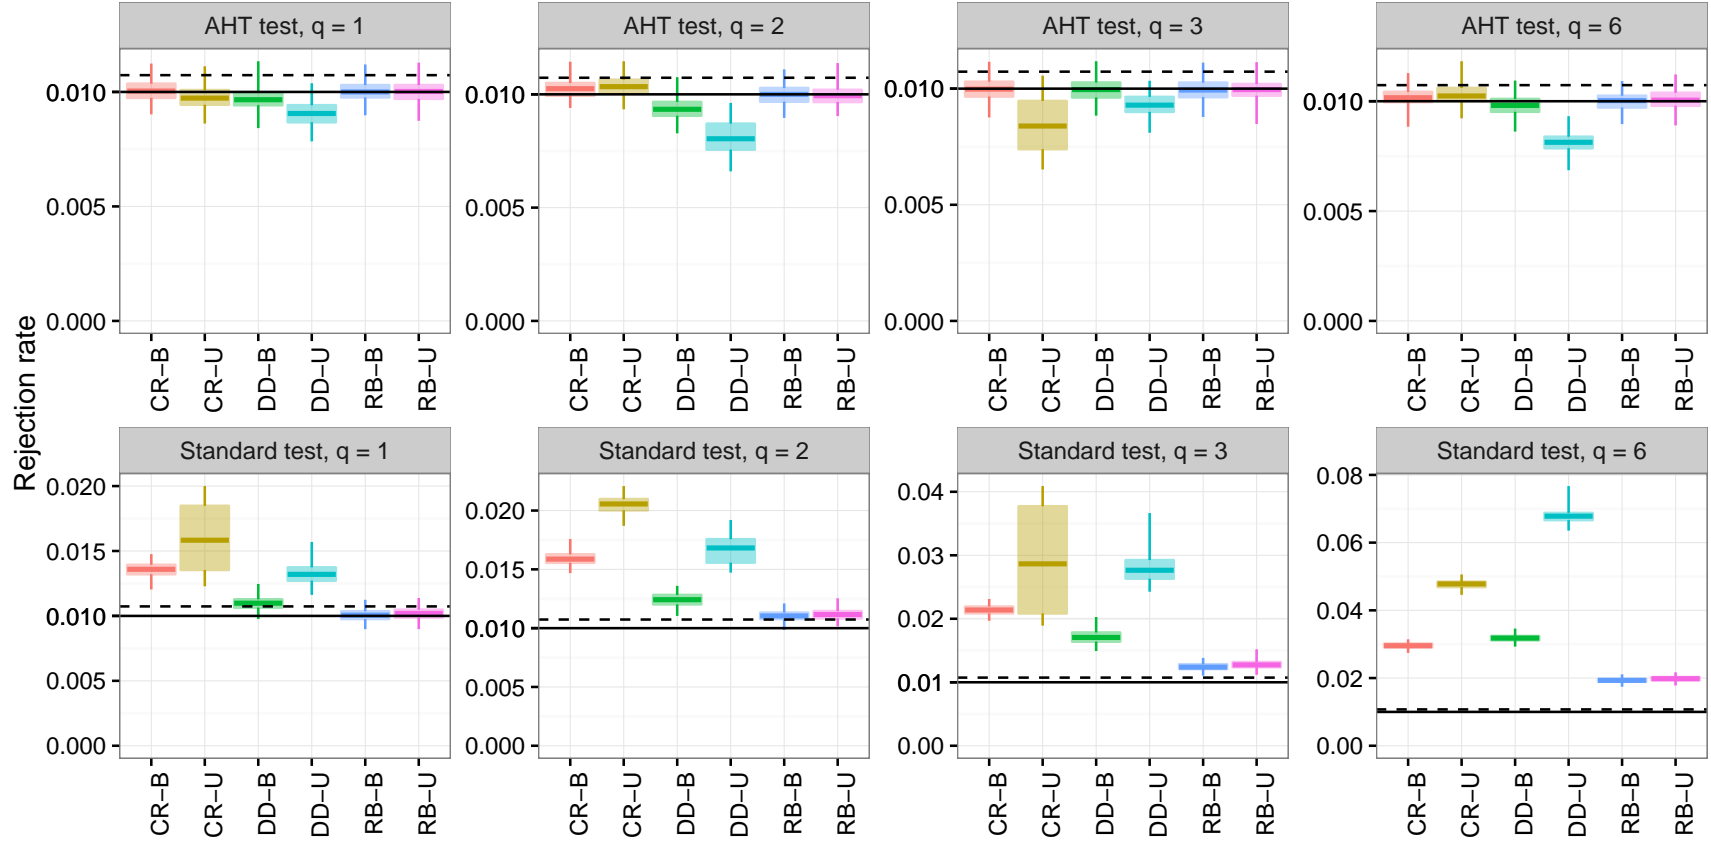 Rejection rate
AHT test, q = 1
0.010
0.005
0.000
CR−B
CR−U
DD−B
DD−U
RB−B
RB−U
AHT test, q = 2
0.010
0.005
0.000
CR−B
CR−U
DD−B
DD−U
RB−B
RB−U
AHT test, q = 3
0.010
0.005
0.000
CR−B
CR−U
DD−B
DD−U
RB−B
RB−U
AHT test, q = 6
0.010
0.005
0.000
CR−B
CR−U
DD−B
DD−U
RB−B
RB−U
Standard test, q = 1
0.020
0.015
0.010
0.005
0.000
CR−B
CR−U
DD−B
DD−U
RB−B
RB−U
Standard test, q = 2
0.020
0.015
0.010
0.005
0.000
CR−B
CR−U
DD−B
DD−U
RB−B
RB−U
Standard test, q = 3
0.04
0.03
0.02
0.01
0.00
CR−B
CR−U
DD−B
DD−U
RB−B
RB−U
Standard test, q = 6
0.08
0.06
0.04
0.02
0.00
CR−B
CR−U
DD−B
DD−U
RB−B
RB−U